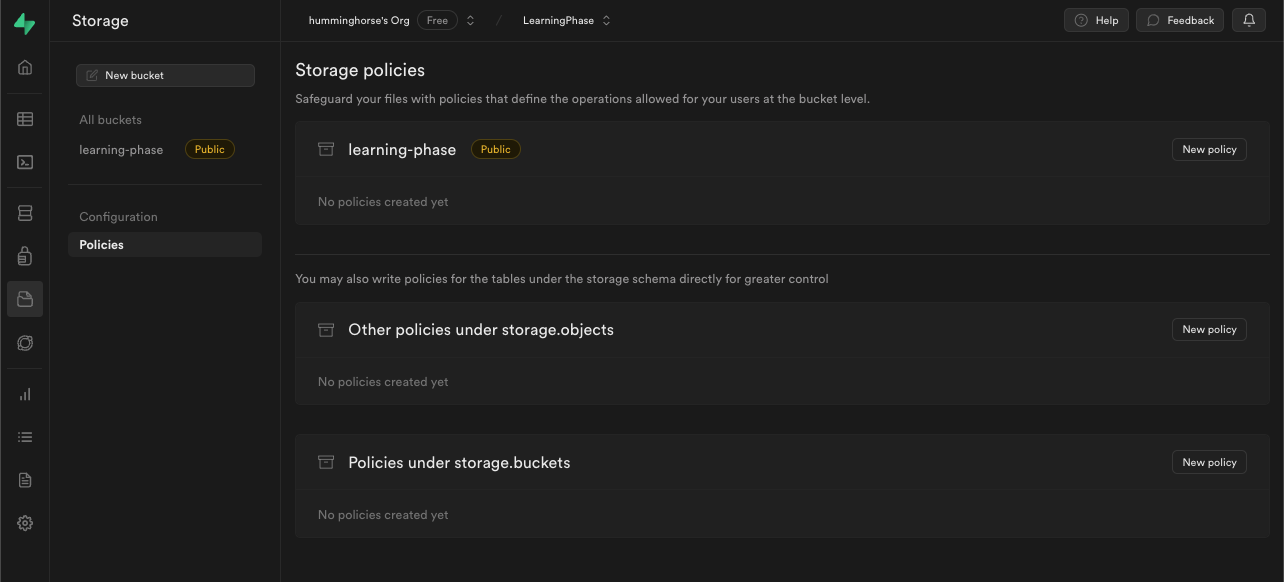 Storage
humminghorse's Org Free / LearningPhase
Help Feedback
New bucket
All buckets
learning-phase Public
Configuration
Policies
Storage policies
Safeguard your files with policies that define the operations allowed for your users at the bucket level.
learning-phase Public New policy
No policies created yet
You may also write policies for the tables under the storage schema directly for greater control
Other policies under storage.objects New policy
No policies created yet
Policies under storage.buckets New policy
No policies created yet